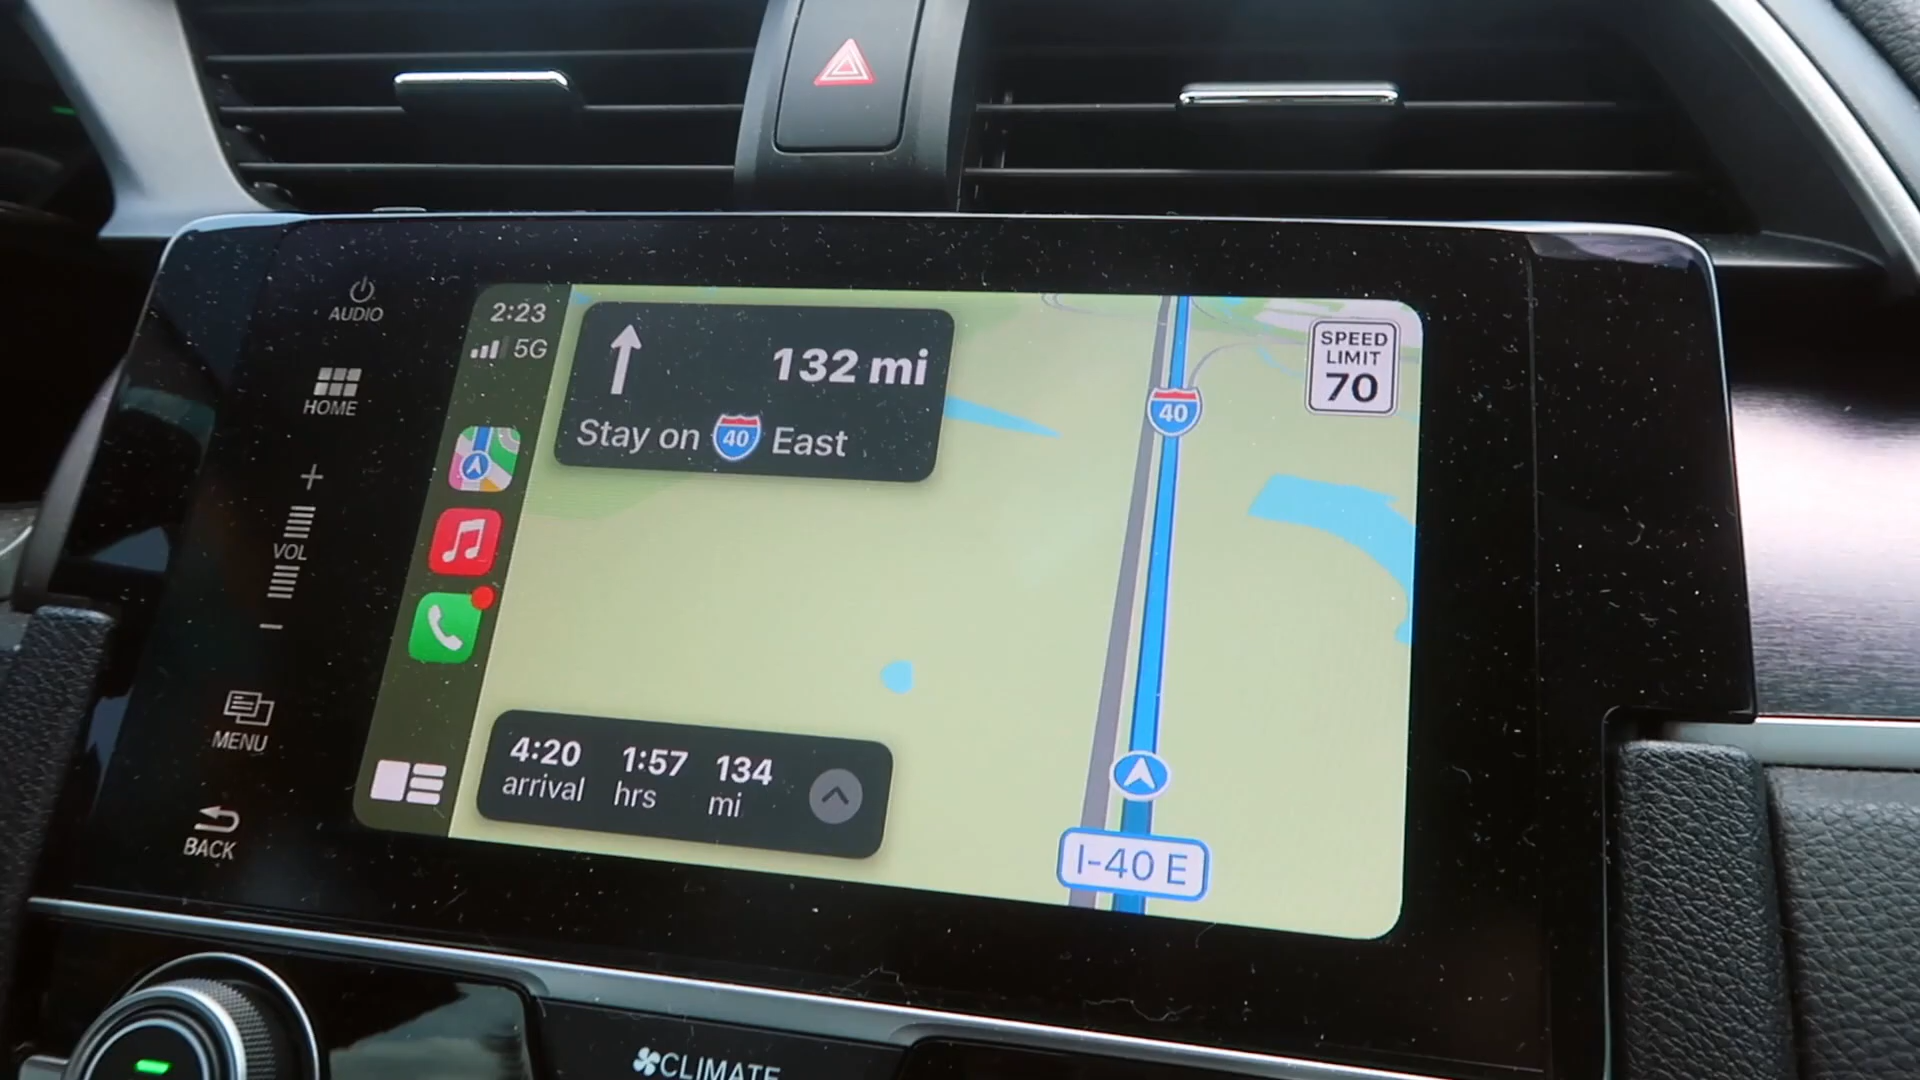 AUDIO
HOME
+
VOL
−
MENU
BACK
2:23
5G
132 mi
Stay on 40 East
4:20 1:57 134
arrival hrs mi
SPEED
LIMIT
70
40
I-40 E
CLIMATE